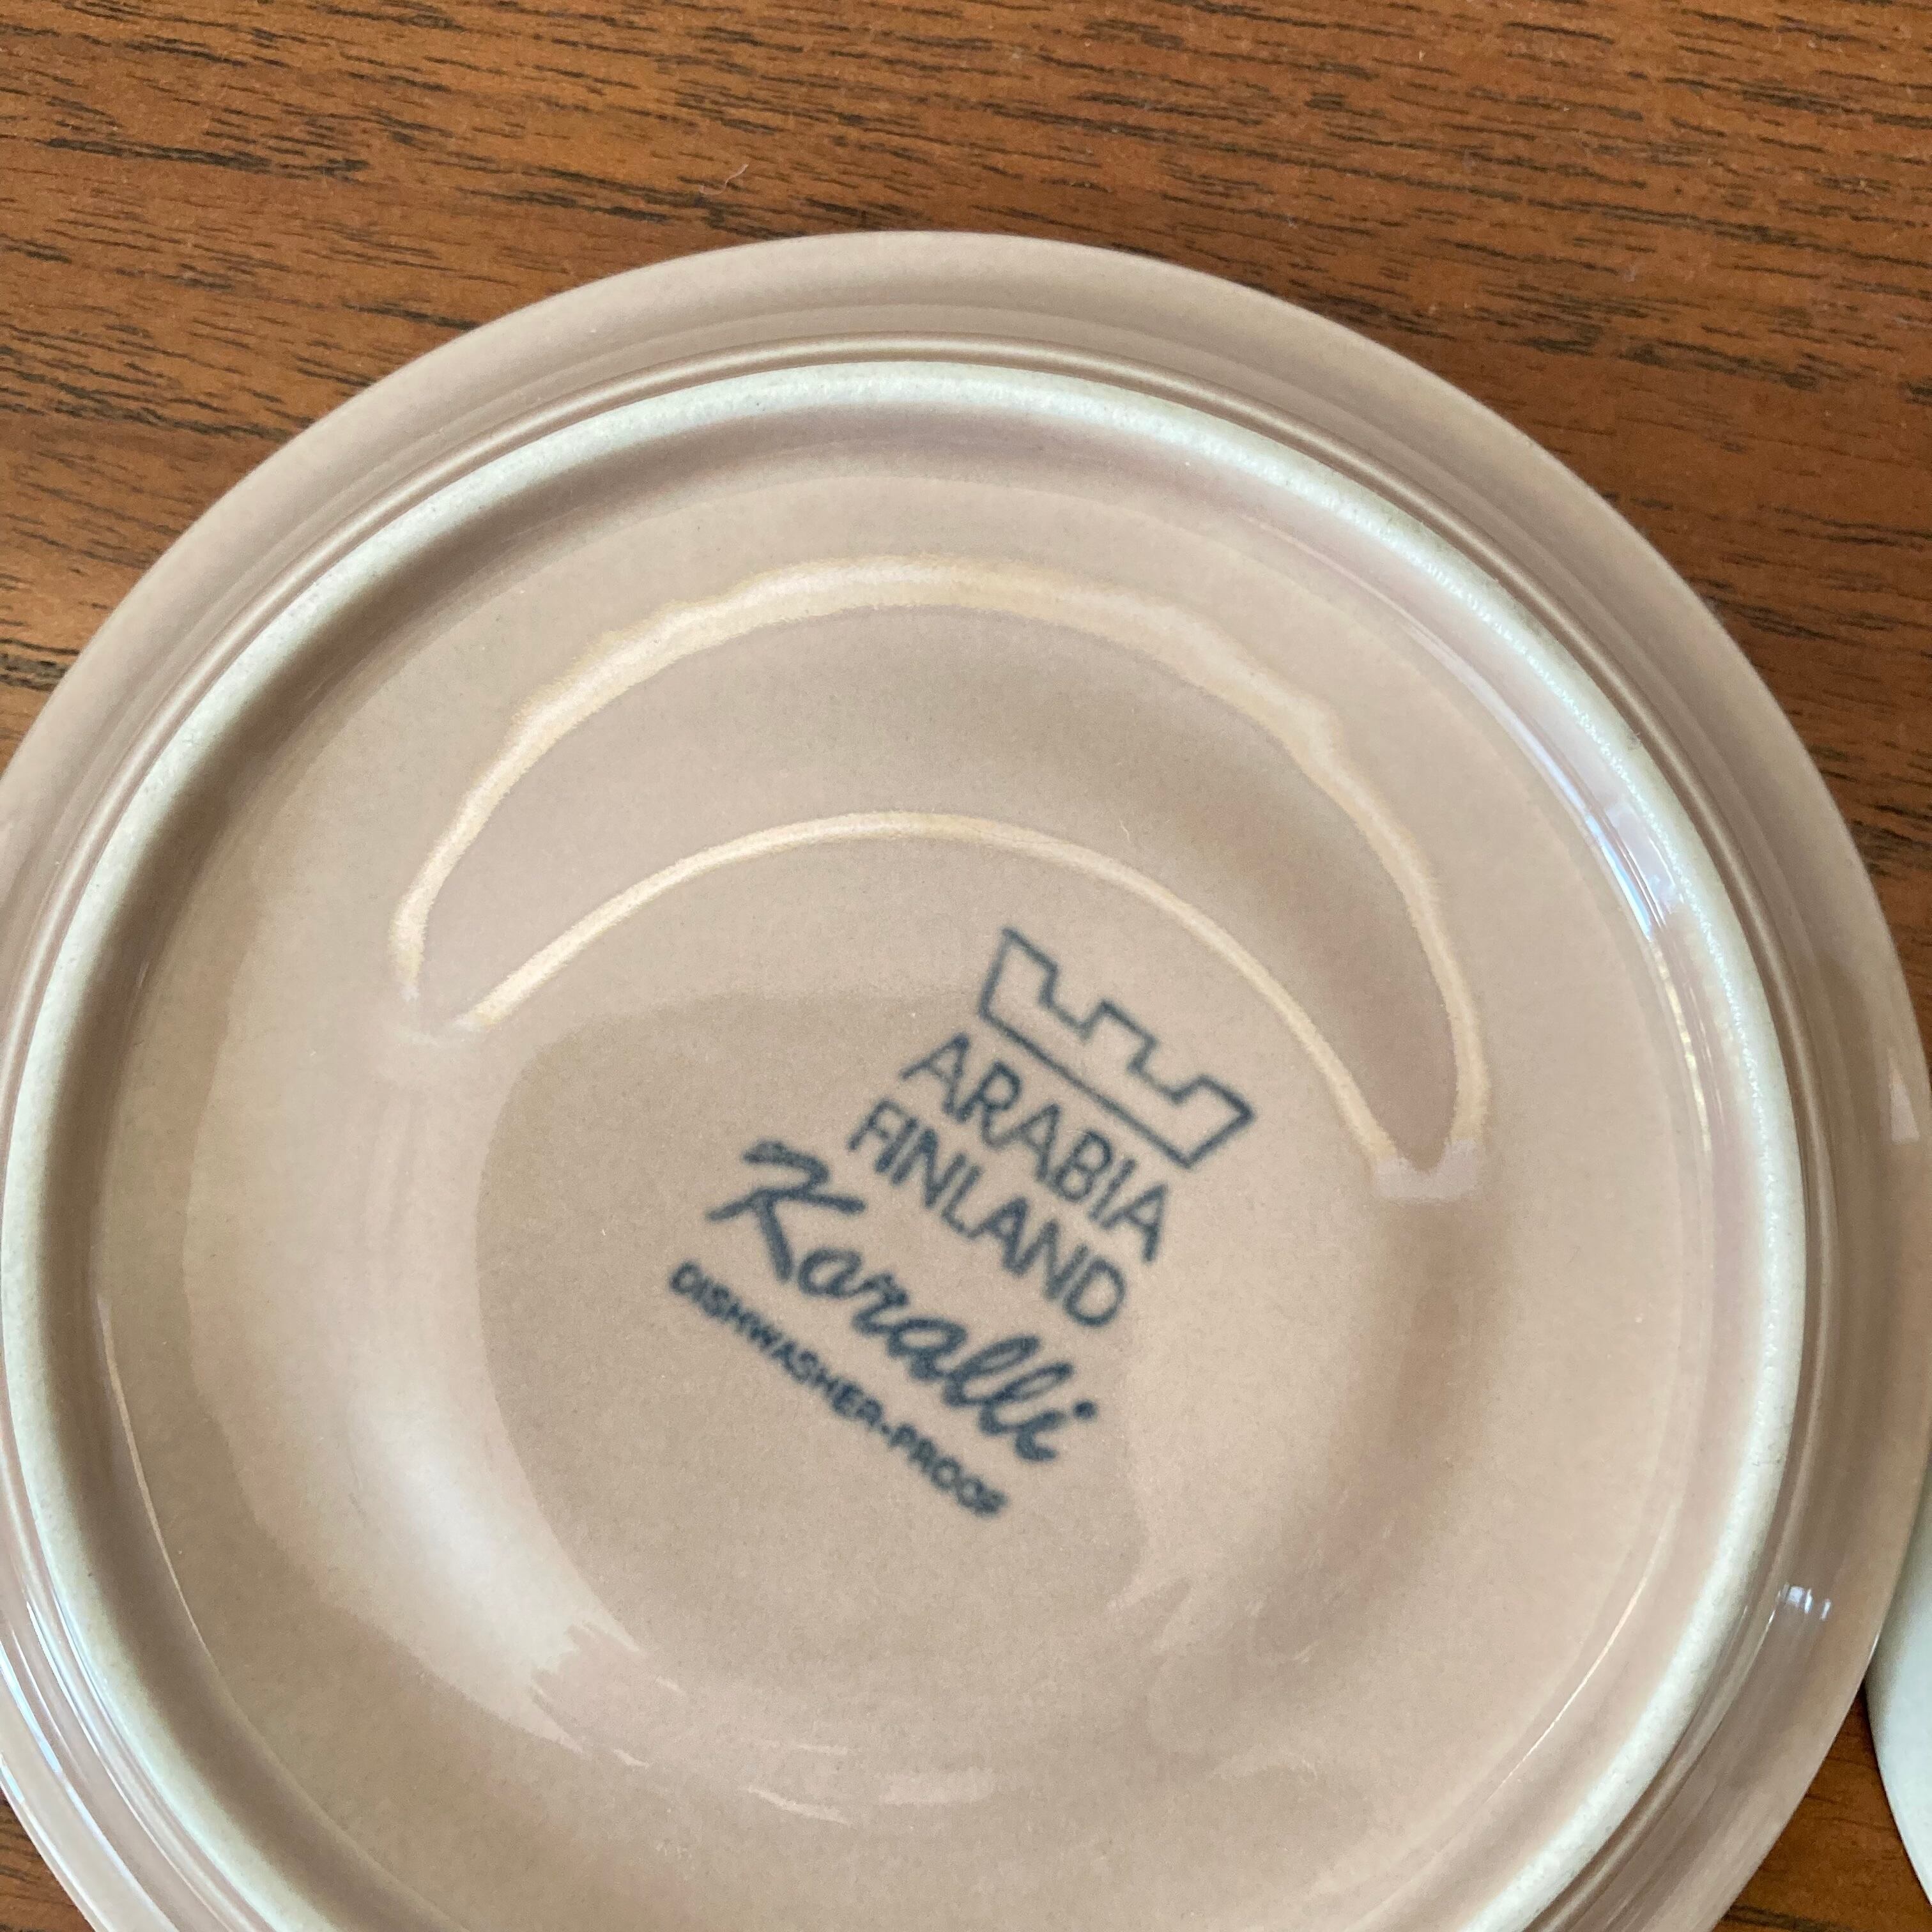 ARABIA
FINLAND
Koralli
DISHWASHER-PROOF